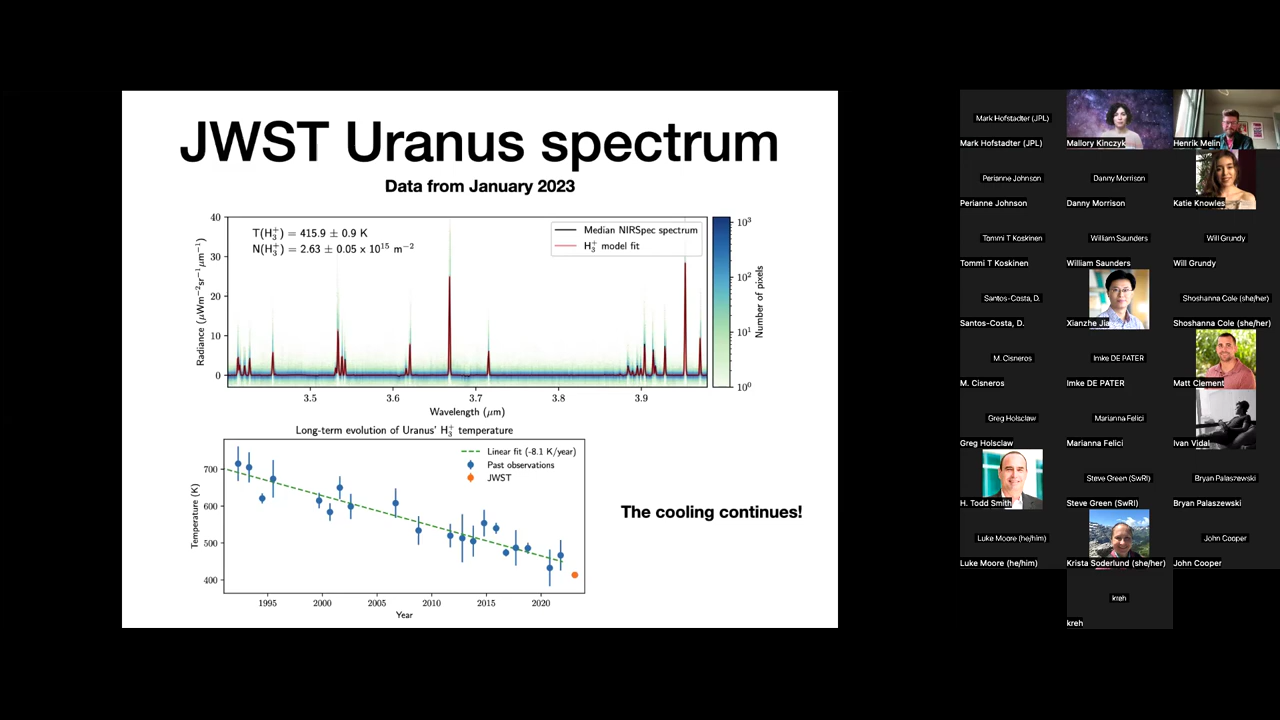 JWST Uranus spectrum
Data from January 2023
T(H₃⁺) = 415.9 ± 0.9 K
N(H₃⁺) = 2.63 ± 0.05 x 10¹⁵ m⁻²
Median NIRSpec spectrum
H₃⁺ model fit
40
30
20
10
0
Radiance (μWm⁻²sr⁻¹μm⁻¹)
3.5 3.6 3.7 3.8 3.9
Wavelength (μm)
10³
10²
10¹
10⁰
Number of pixels
Long-term evolution of Uranus' H₃⁺ temperature
Linear fit (-8.1 K/year)
Past observations
JWST
700
600
500
400
Temperature (K)
1995 2000 2005 2010 2015 2020
Year
The cooling continues!
Mark Hofstadter (JPL)
Mark Hofstadter (JPL) Mallory Kinczyk Henrik Melin
Perianne Johnson Danny Morrison
Perianne Johnson Danny Morrison Katie Knowles
Tommi T Koskinen William Saunders Will Grundy
Tommi T Koskinen William Saunders Will Grundy
Santos-Costa, D. Shoshanna Cole (she/her)
Santos-Costa, D. Xianzhe Jia Shoshanna Cole (she/her)
M. Cisneros Imke DE PATER
M. Cisneros Imke DE PATER Matt Clement
Greg Holsclaw Marianna Felici
Greg Holsclaw Marianna Felici Ivan Vidal
Steve Green (SwRI) Bryan Palaszewski
H. Todd Smith Steve Green (SwRI) Bryan Palaszewski
Luke Moore (he/him) John Cooper
Luke Moore (he/him) Krista Soderlund (she/her) John Cooper
kreh
kreh